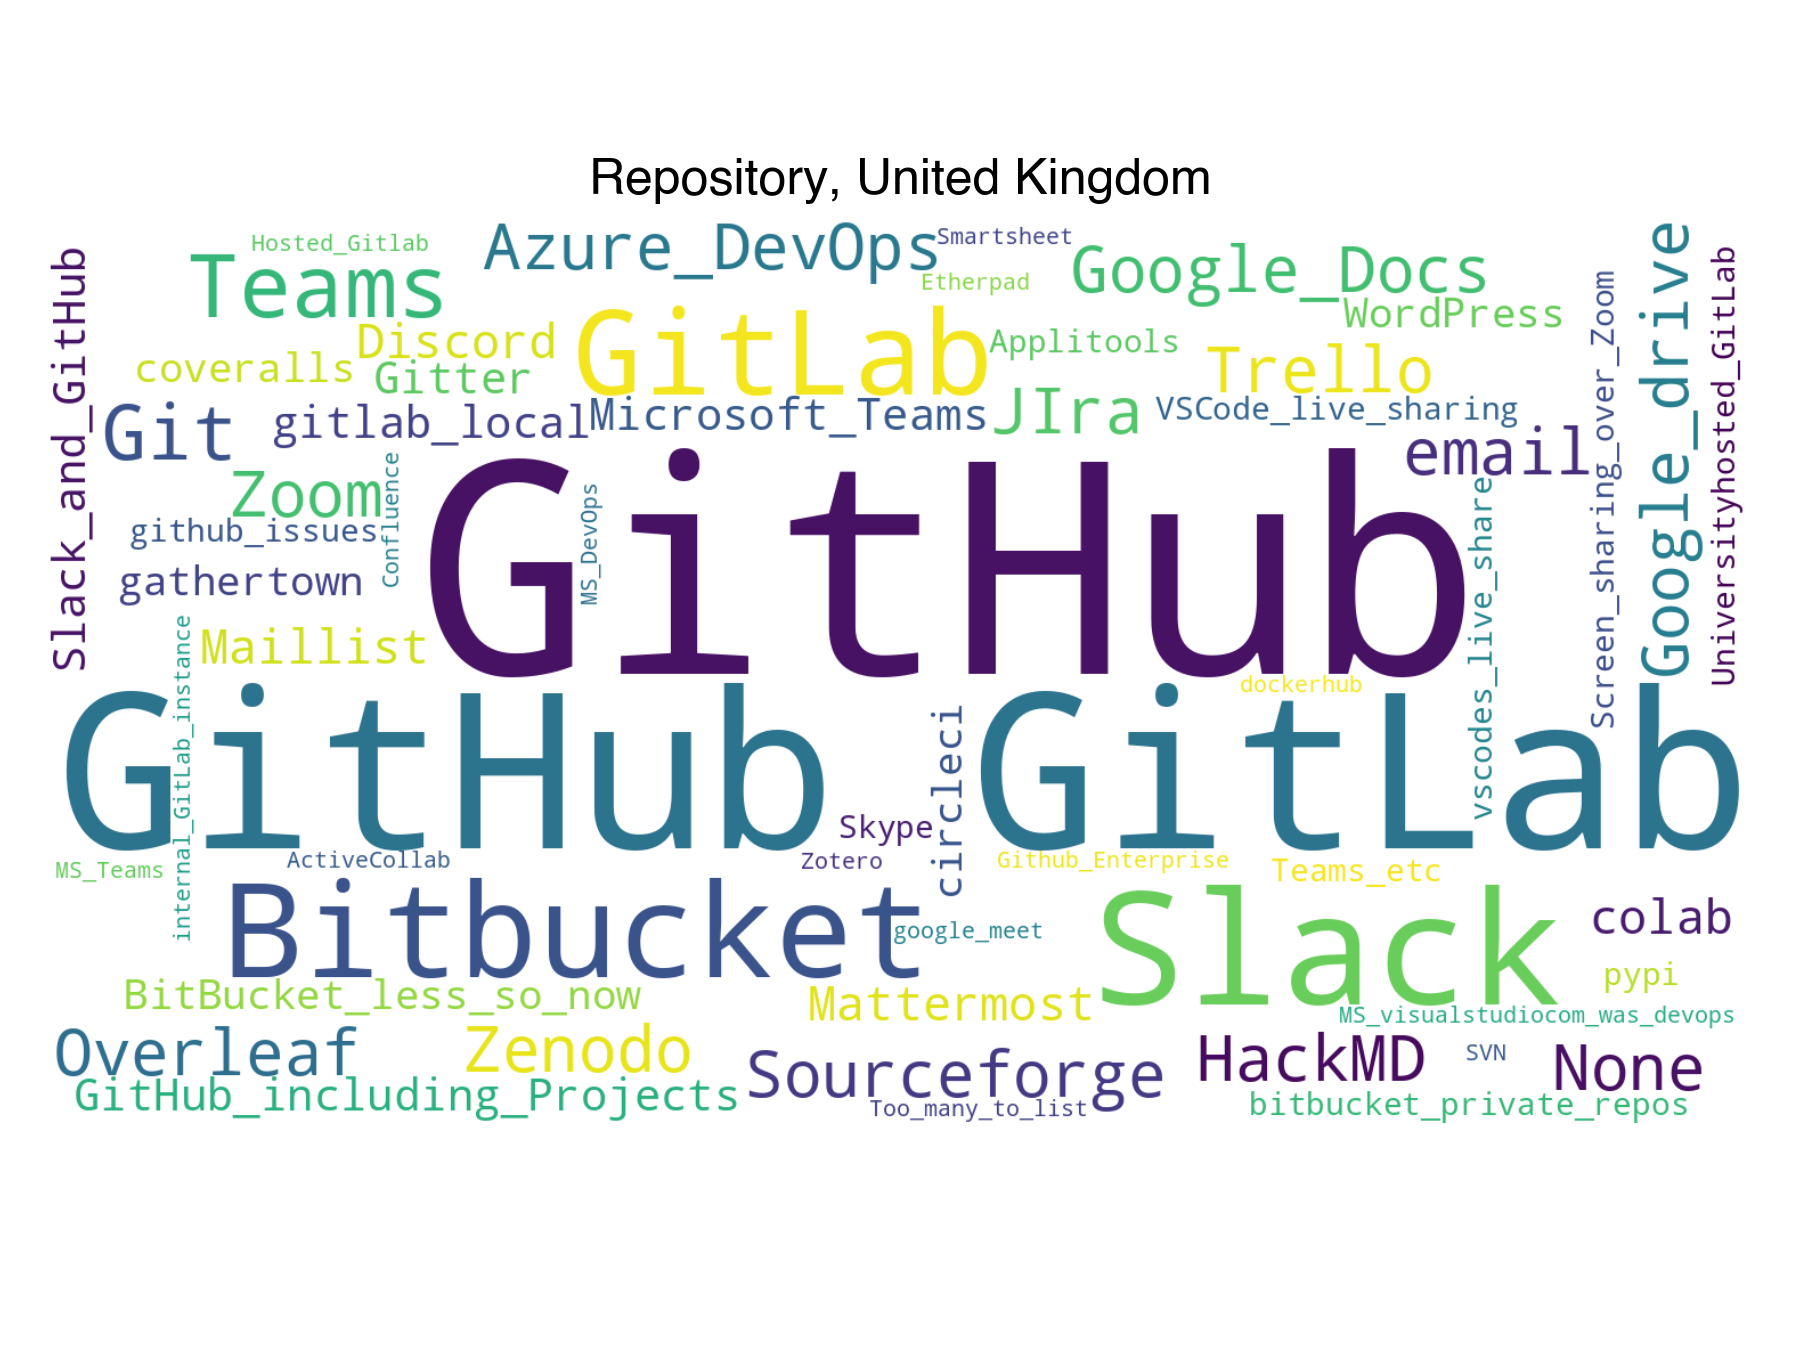 Repository, United Kingdom
Slack_and_GitHub
Hosted_Gitlab
Teams
Azure_DevOps
Smartsheet
Etherpad
Google_Docs
WordPress
Google_drive
Universityhosted_GitLab
Screen_sharing_over_Zoom
Discord
coveralls
Gitter
GitLab
Applitools
Trello
Git
gitlab_local
Microsoft_Teams
JIra
VSCode_live_sharing
email
Zoom
Confluence
MS_DevOps
GitHub
github_issues
gathertown
vscodes_live_share
Maillist
internal_GitLab_instance
dockerhub
GitHub
circleci
GitLab
Skype
MS_Teams
ActiveCollab
Zotero
Github_Enterprise
Teams_etc
Bitbucket
google_meet
Slack
colab
pypi
BitBucket_less_so_now
Mattermost
MS_visualstudiocom_was_devops
Overleaf
Zenodo
Sourceforge
HackMD
SVN
None
GitHub_including_Projects
Too_many_to_list
bitbucket_private_repos